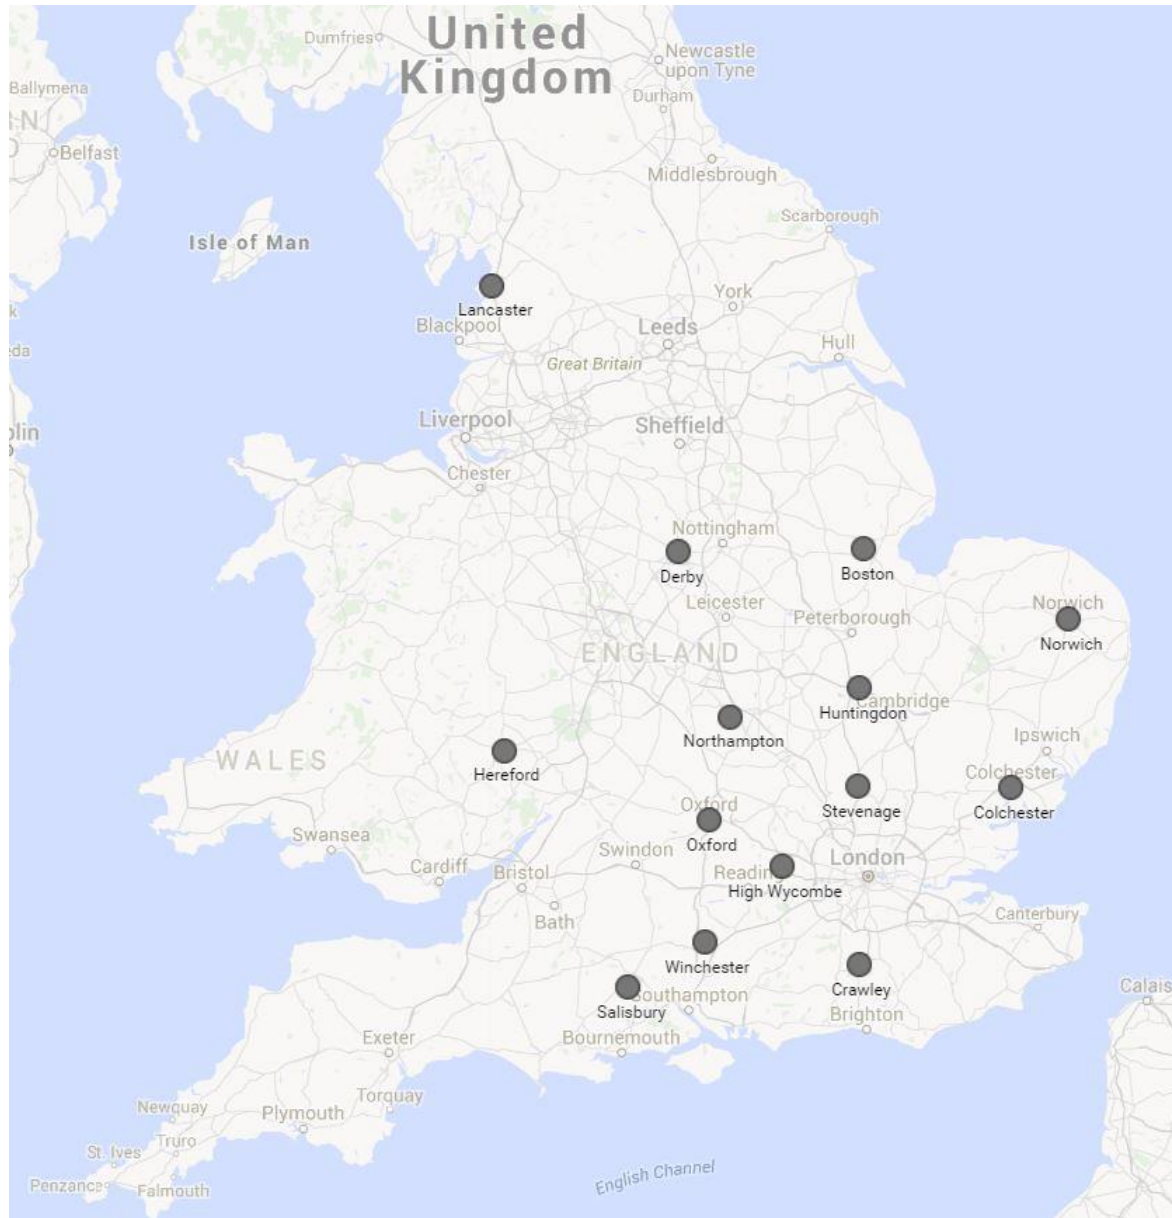 United
Kingdom
Dumfries
Newcastle
upon Tyne
Ballymena
Durham
Belfast
Middlesbrough
Scarborough
Isle of Man
York
Lancaster
Blackpool
Leeds
Hull
Great Britain
Liverpool
Sheffield
Chester
Nottingham
Derby
Boston
Leicester
Norwich
Peterborough
Norwich
ENGLAND
Cambridge
Huntingdon
Northampton
Ipswich
WALES
Hereford
Colchester
Oxford
Stevenage
Colchester
Swansea
Oxford
Swindon
London
Cardiff
Bristol
Reading
High Wycombe
Bath
Canterbury
Winchester
Crawley
Calais
Southampton
Salisbury
Brighton
Exeter
Bournemouth
Torquay
Newquay
Plymouth
Truro
St. Ives
English Channel
Penzance
Falmouth